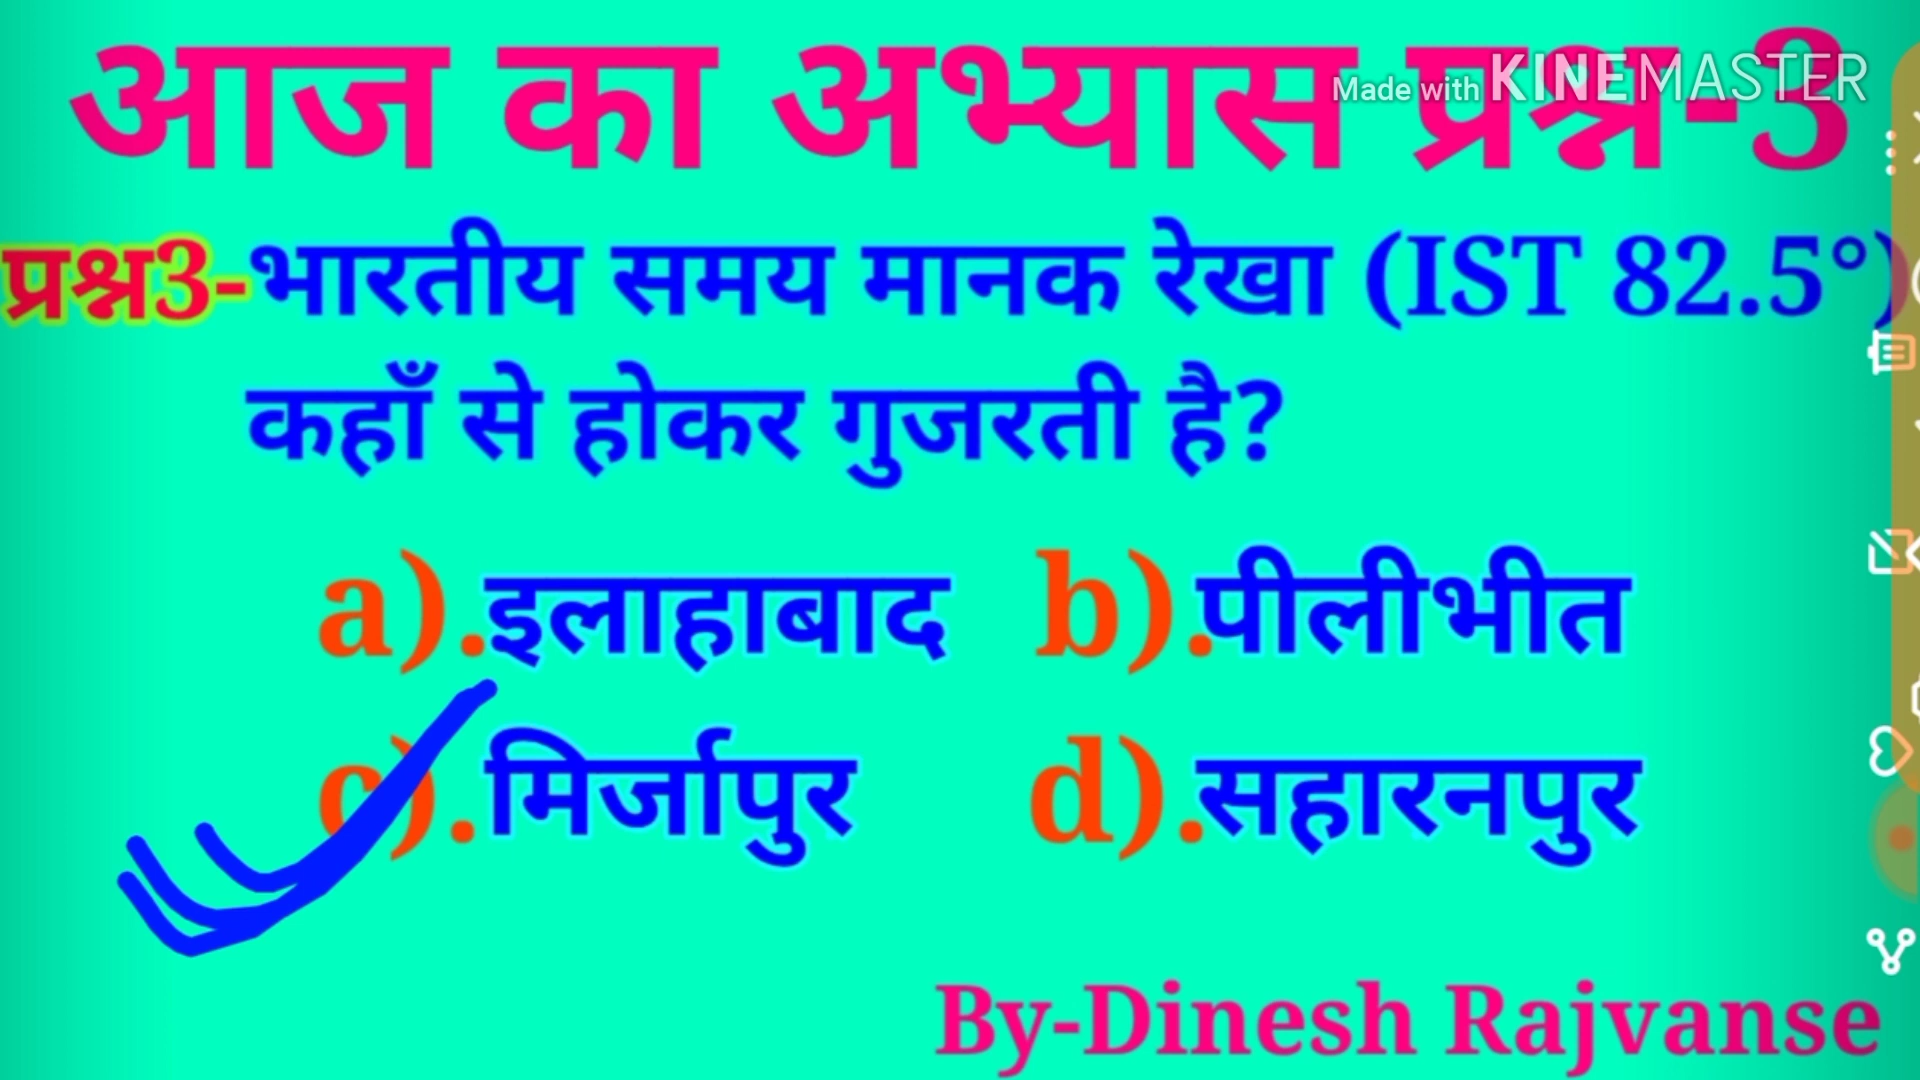 आज का अभ्यास प्रश्न-3
Made with KINEMASTER
प्रश्न3-भारतीय समय मानक रेखा (IST 82.5°)
कहाँ से होकर गुजरती है?
a).इलाहाबाद b).पीलीभीत
c).मिर्जापुर d).सहारनपुर
By-Dinesh Rajvanse